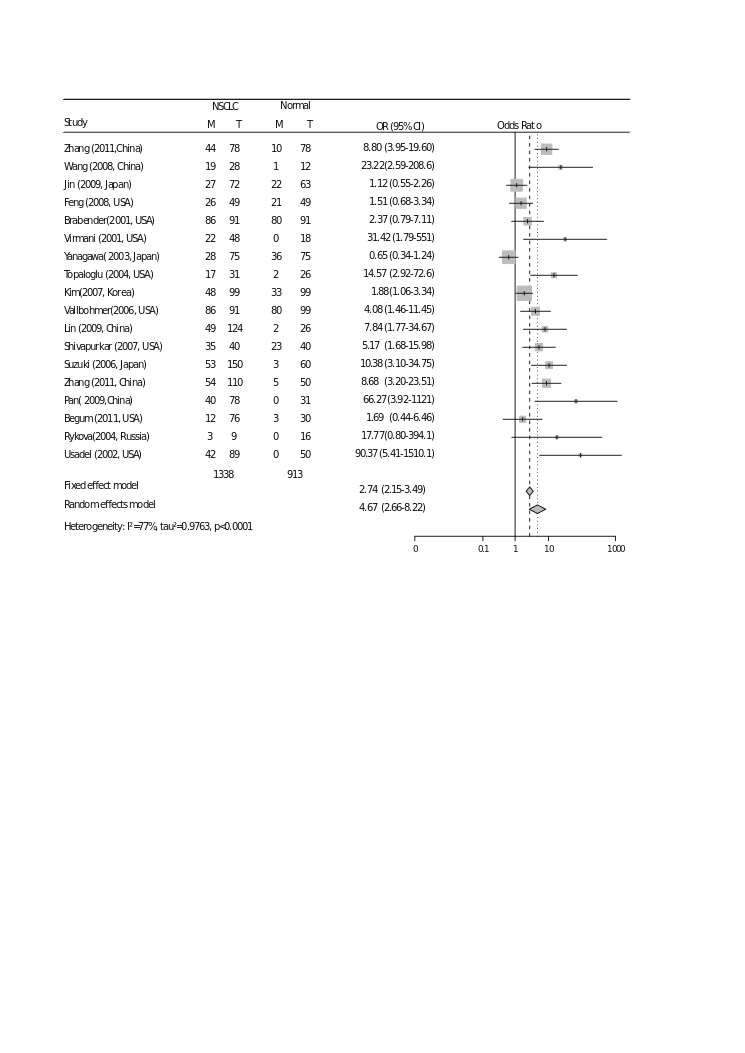 NSCLC Normal
Study M T M T OR (95% CI) Odds Ratio
Zhang (2011,China) 44 78 10 78 8.80 (3.95-19.60)
Wang (2008, China) 19 28 1 12 23.22(2.59-208.6)
Jin (2009, Japan) 27 72 22 63 1.12 (0.55-2.26)
Feng (2008, USA) 26 49 21 49 1.51 (0.68-3.34)
Brabender(2001, USA) 86 91 80 91 2.37 (0.79-7.11)
Virmani (2001, USA) 22 48 0 18 31.42 (1.79-551)
Yanagawa( 2003, Japan) 28 75 36 75 0.65 (0.34-1.24)
Topaloglu (2004, USA) 17 31 2 26 14.57 (2.92-72.6)
Kim(2007, Korea) 48 99 33 99 1.88(1.06-3.34)
Vallbohmer(2006, USA) 86 91 80 99 4.08 (1.46-11.45)
Lin (2009, China) 49 124 2 26 7.84 (1.77-34.67)
Shivapurkar (2007, USA) 35 40 23 40 5.17 (1.68-15.98)
Suzuki (2006, Japan) 53 150 3 60 10.38 (3.10-34.75)
Zhang (2011, China) 54 110 5 50 8.68 (3.20-23.51)
Pan( 2009,China) 40 78 0 31 66.27(3.92-1121)
Begum(2011, USA) 12 76 3 30 1.69 (0.44-6.46)
Rykova(2004, Russia) 3 9 0 16 17.77(0.80-394.1)
Usadel (2002, USA) 42 89 0 50 90.37(5.41-1510.1)
1338 913
Fixed effect model 2.74 (2.15-3.49)
Random effects model 4.67 (2.66-8.22)
Heterogeneity: I²=77%, tau²=0.9763, p<0.0001
0 0.1 1 10 1000